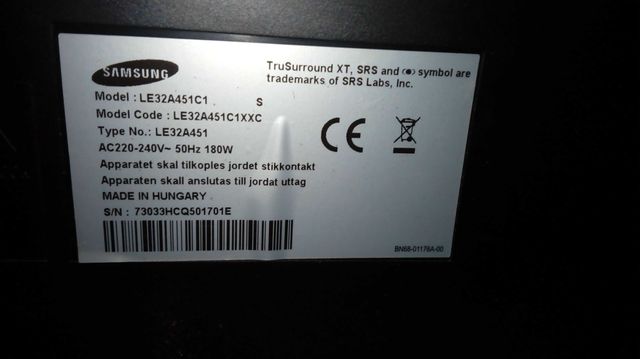 SAMSUNG
TruSurround XT, SRS and (●) symbol are
trademarks of SRS Labs, Inc.
Model : LE32A451C1 S
Model Code : LE32A451C1XXC
Type No.: LE32A451
AC220-240V~ 50Hz 180W
Apparatet skal tilkoples jordet stikkontakt
Apparaten skall anslutas till jordat uttag
MADE IN HUNGARY
S/N : 73033HCQ501701E
CE
BN68-01178A-00